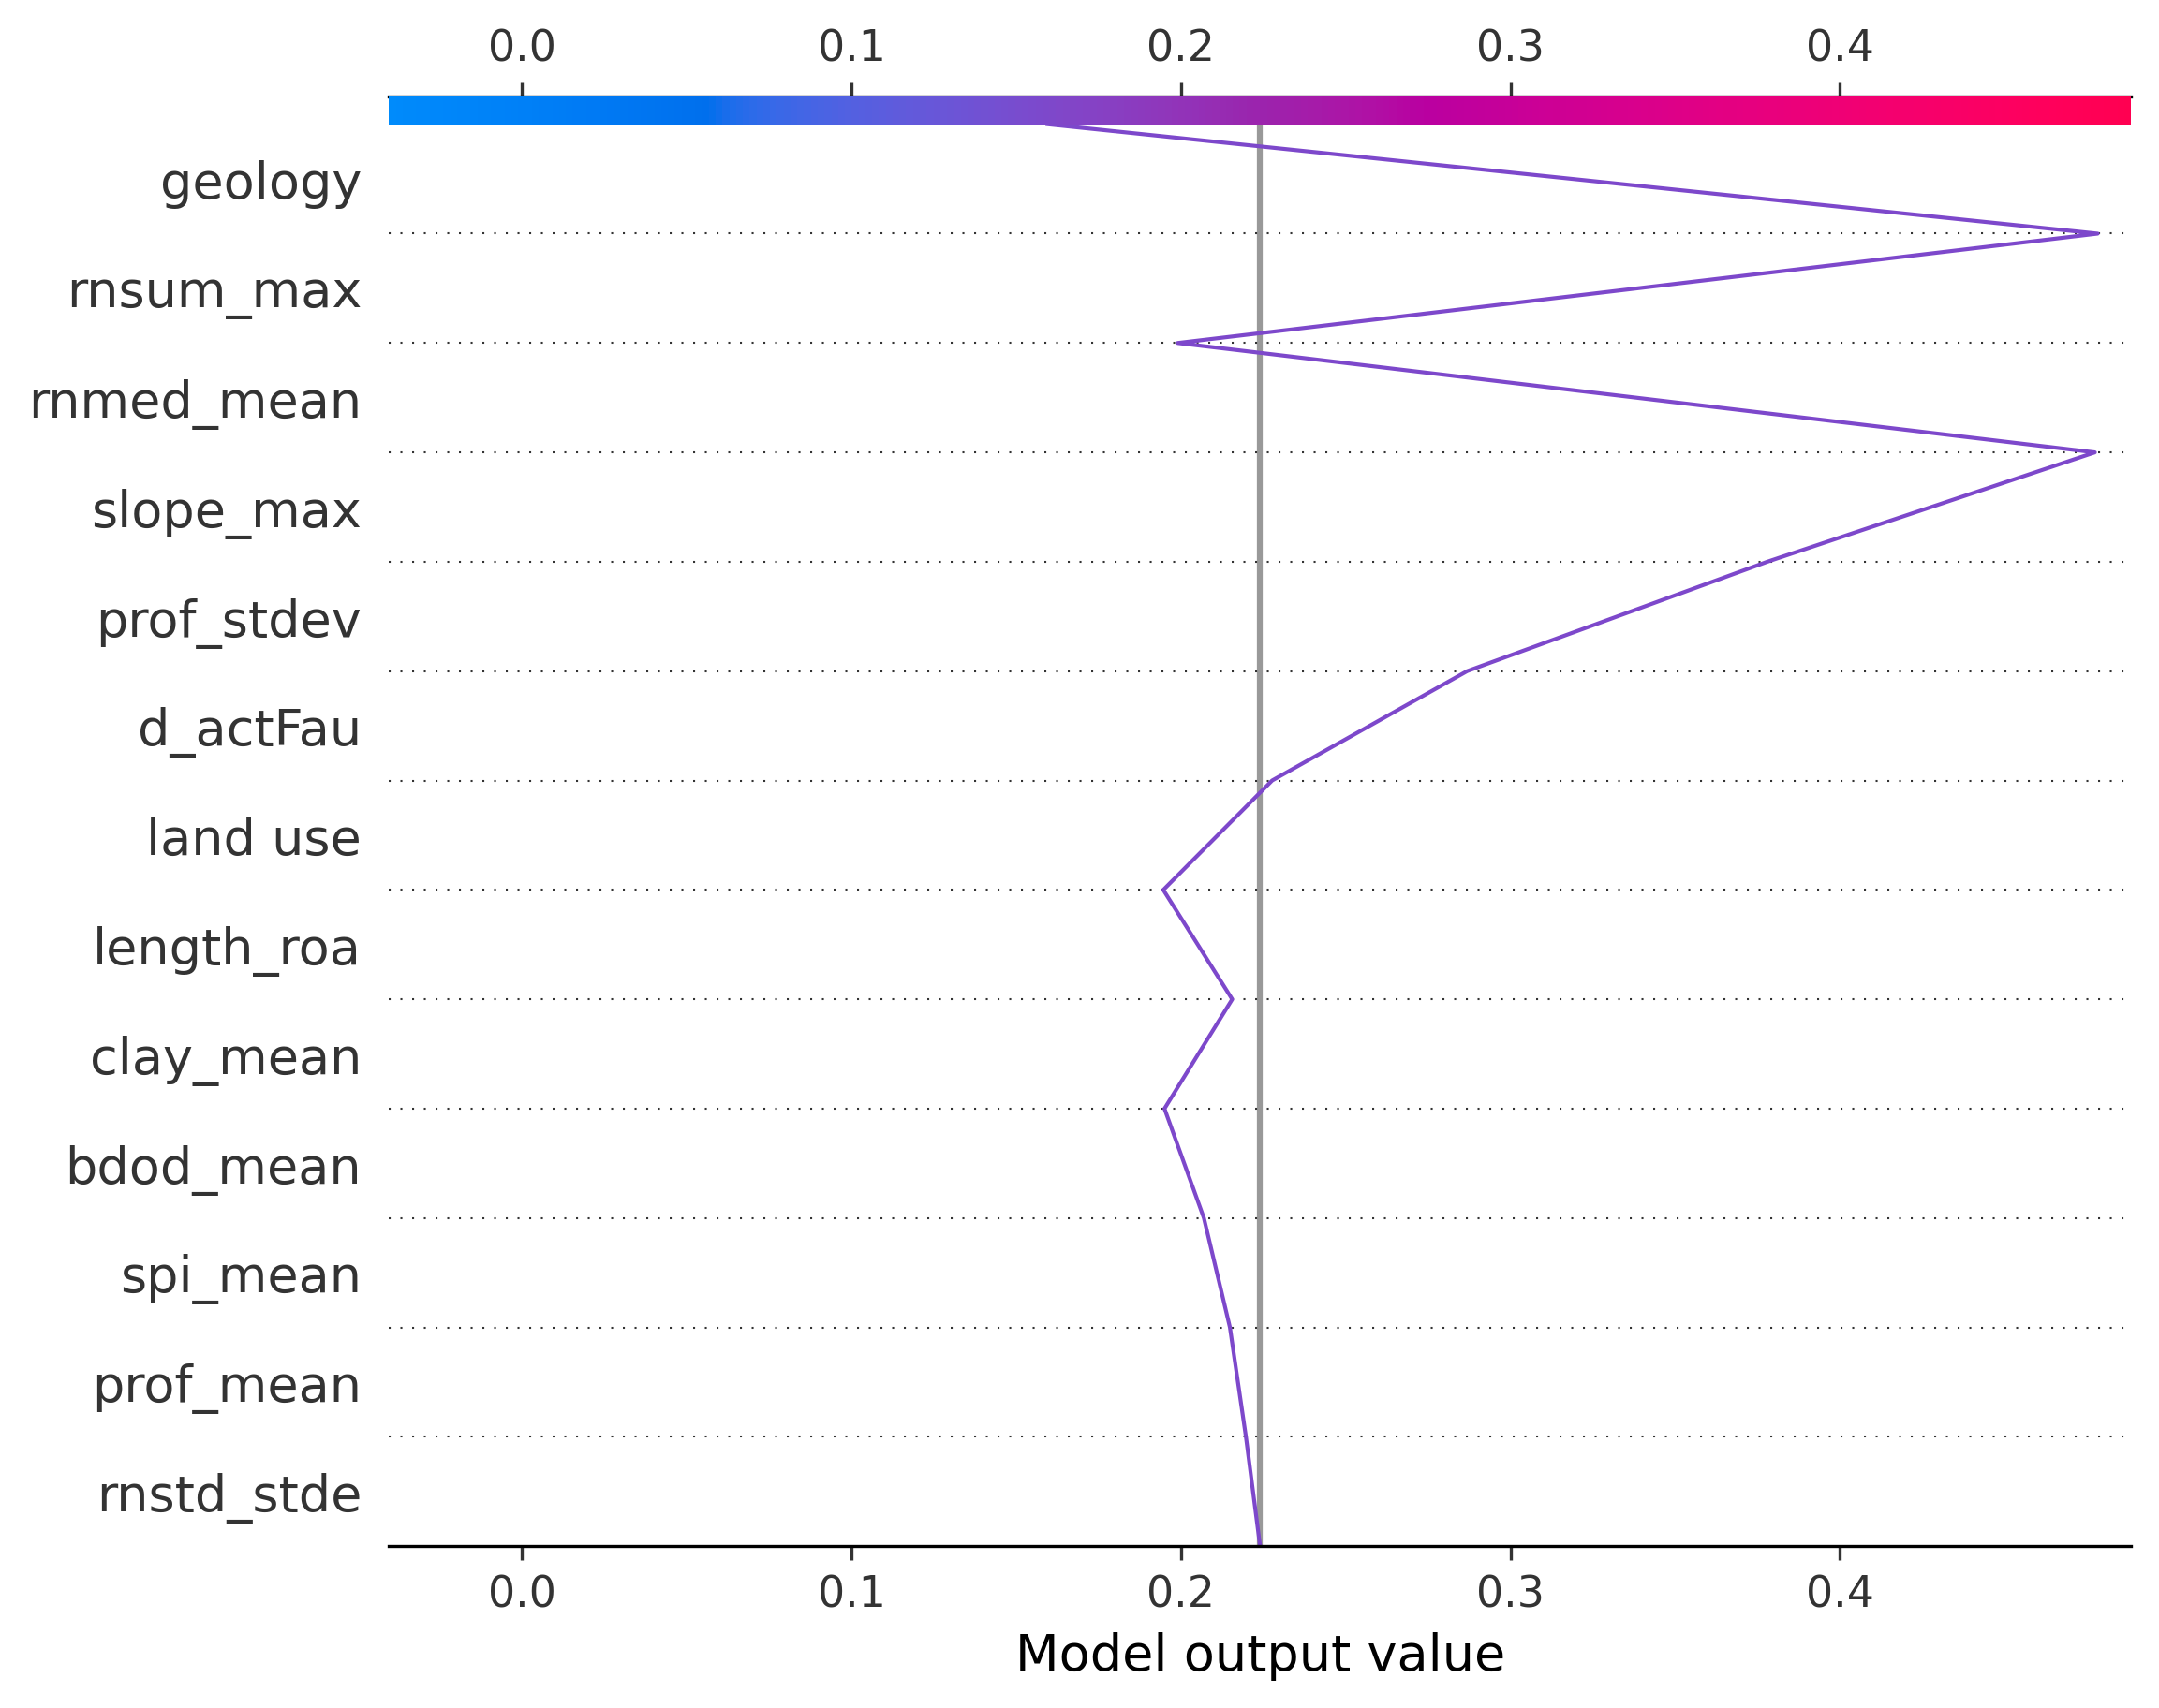 0.0 0.1 0.2 0.3 0.4
geology
rnsum_max
rnmed_mean
slope_max
prof_stdev
d_actFau
land use
length_roa
clay_mean
bdod_mean
spi_mean
prof_mean
rnstd_stde
0.0 0.1 0.2 0.3 0.4
Model output value